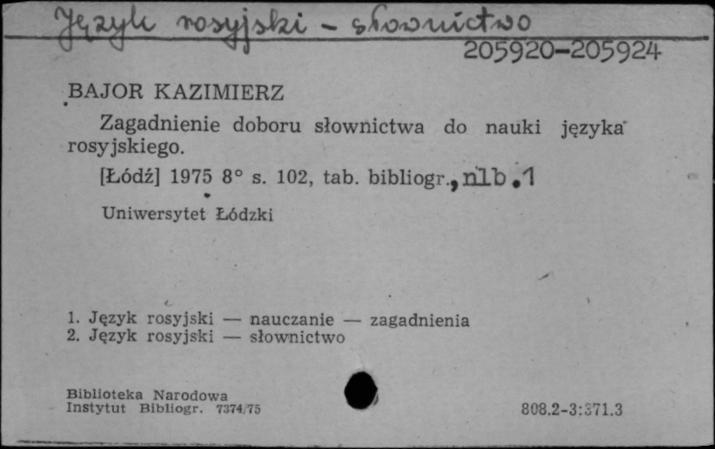 Język rosyjski - słownictwo
205920-205924
BAJOR KAZIMIERZ
Zagadnienie doboru słownictwa do nauki języka
rosyjskiego.
[Łódź] 1975 8° s. 102, tab. bibliogr., nlb. 1
Uniwersytet Łódzki
1. Język rosyjski — nauczanie — zagadnienia
2. Język rosyjski — słownictwo
Biblioteka Narodowa
Instytut Bibliogr. 7374/75
808.2-3:371.3